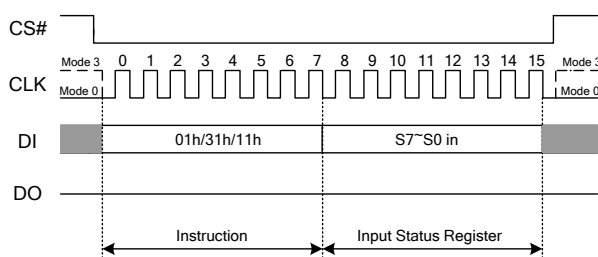 CS#
Mode 3 0 1 2 3 4 5 6 7 8 9 10 11 12 13 14 15 Mode 3
CLK
Mode 0 Mode 0
DI 01h/31h/11h S7~S0 in
DO
Instruction Input Status Register